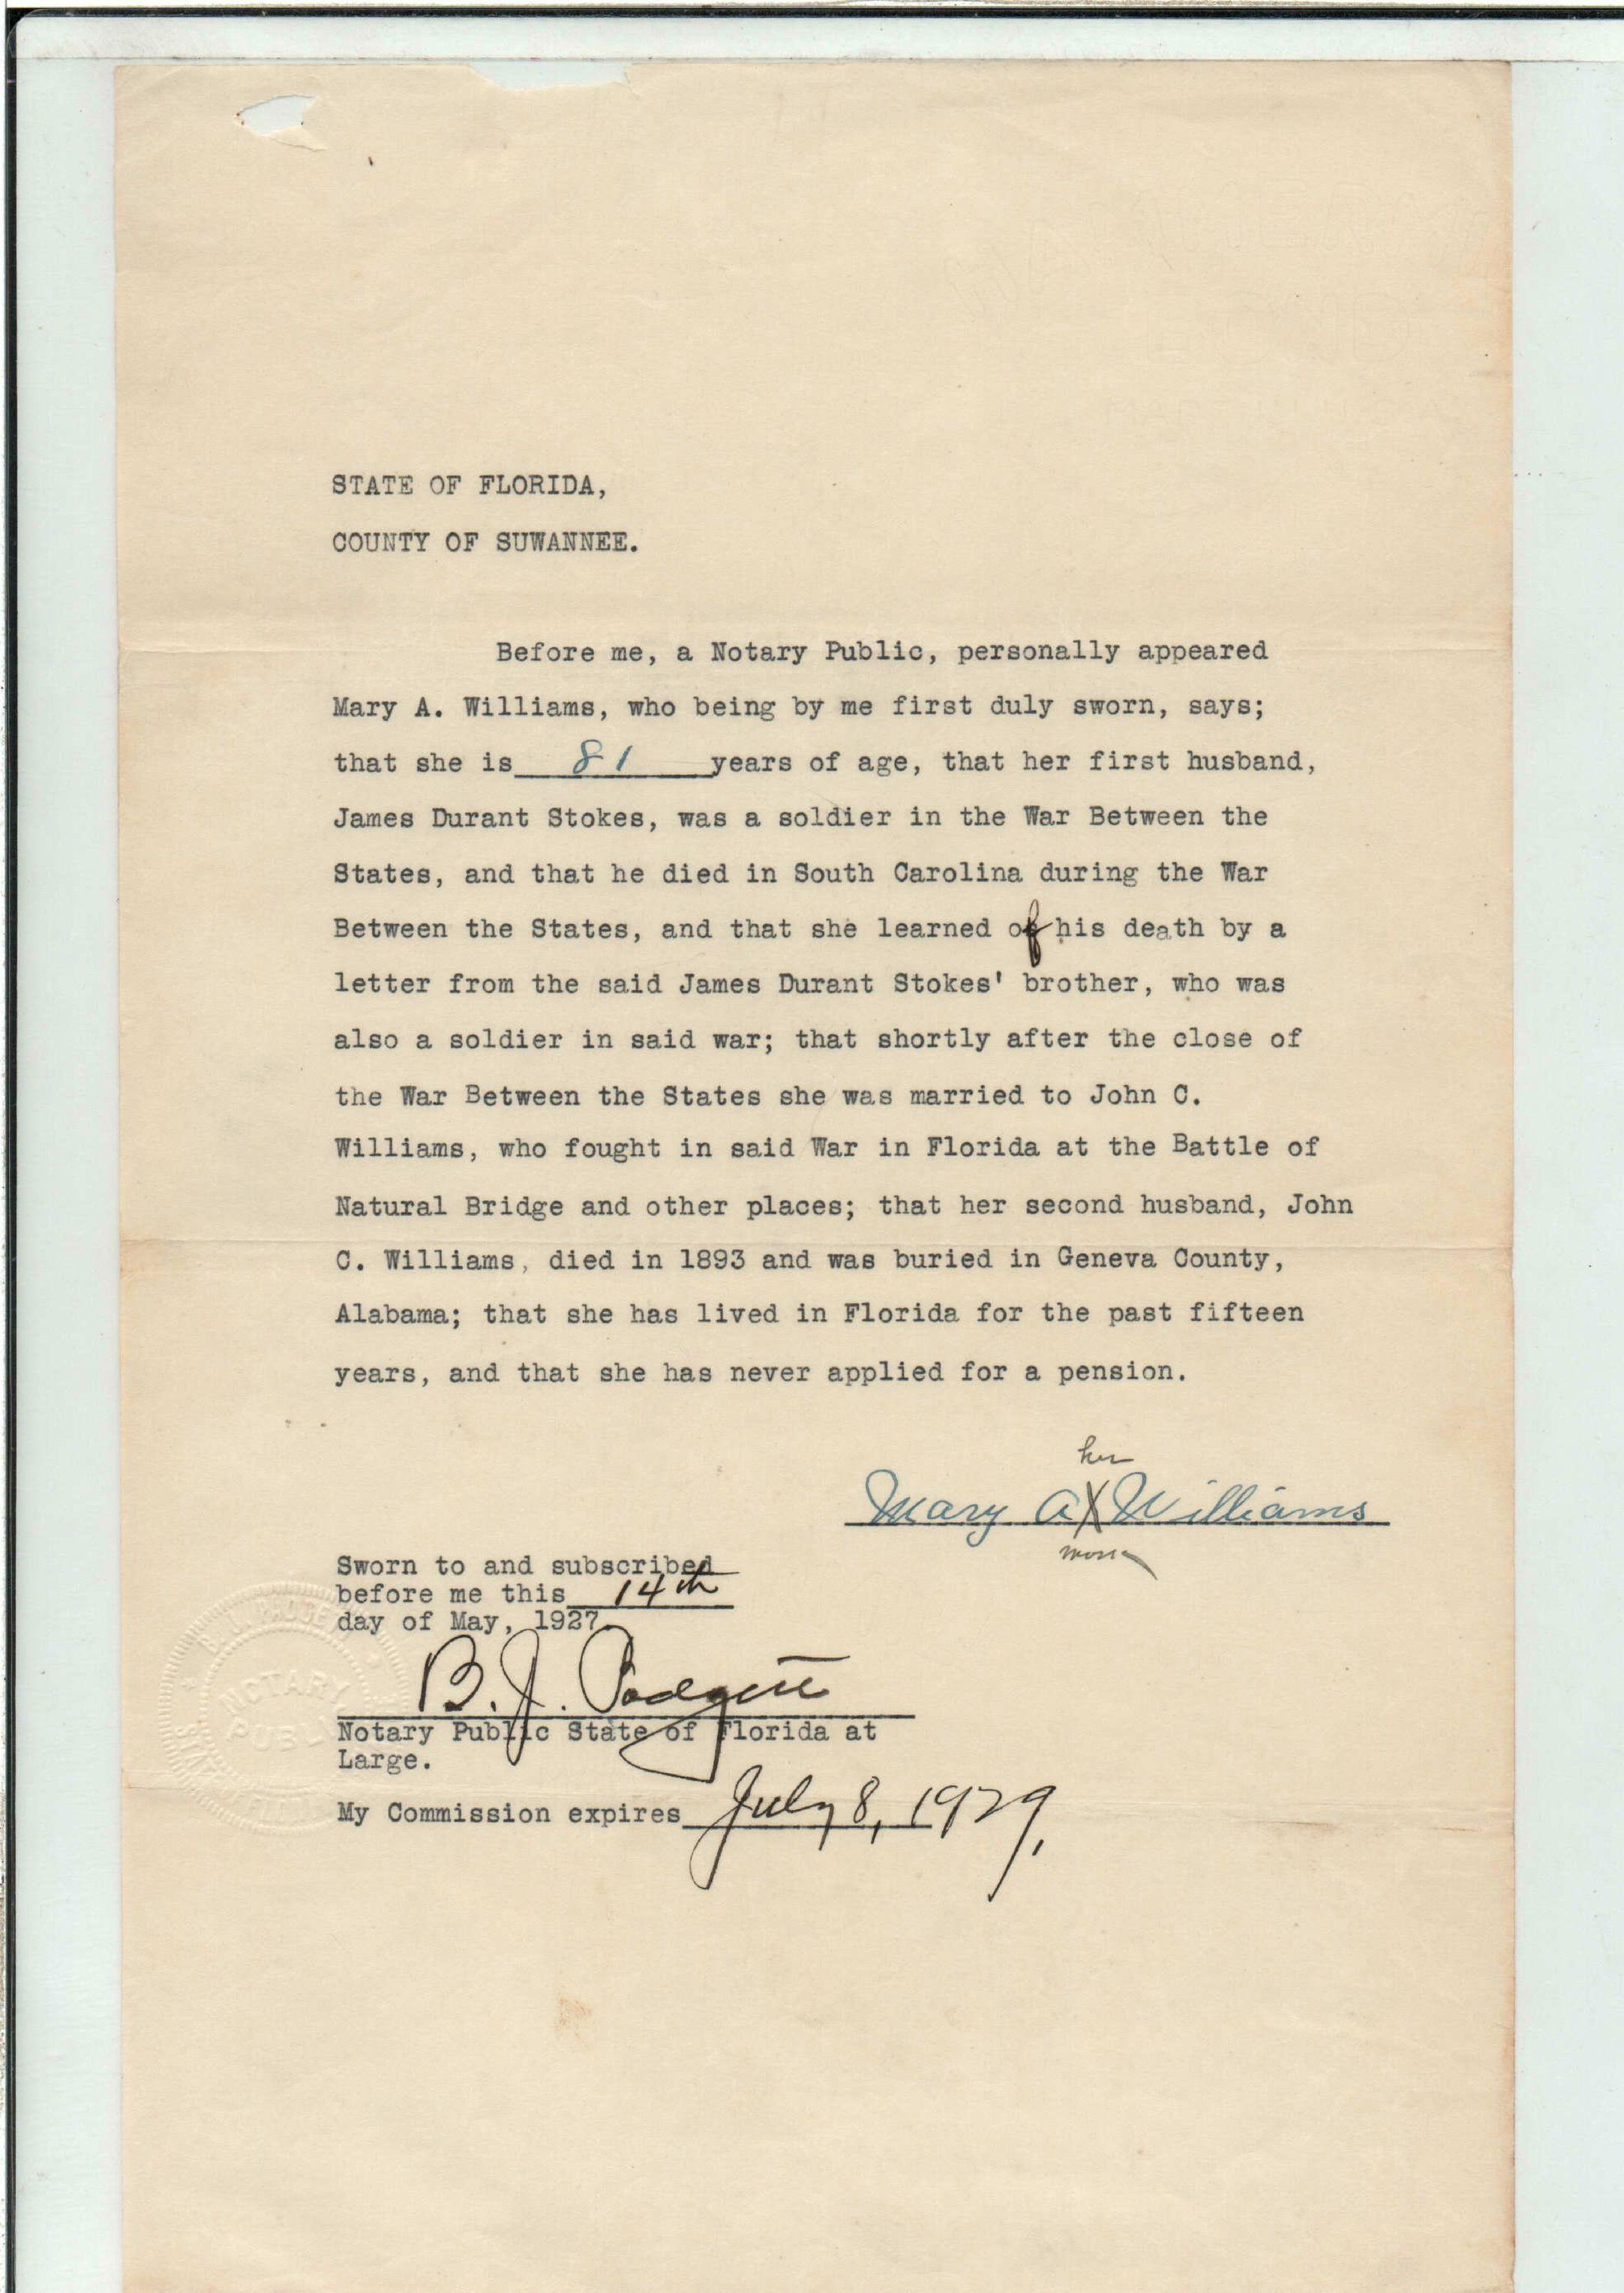 STATE OF FLORIDA,
COUNTY OF SUWANNEE.
Before me, a Notary Public, personally appeared
Mary A. Williams, who being by me first duly sworn, says;
that she is 81 years of age, that her first husband,
James Durant Stokes, was a soldier in the War Between the
States, and that he died in South Carolina during the War
Between the States, and that she learned of his death by a
letter from the said James Durant Stokes' brother, who was
also a soldier in said war; that shortly after the close of
the War Between the States she was married to John C.
Williams, who fought in said War in Florida at the Battle of
Natural Bridge and other places; that her second husband, John
C. Williams, died in 1893 and was buried in Geneva County,
Alabama; that she has lived in Florida for the past fifteen
years, and that she has never applied for a pension.
her
Mary A X Williams
mark
Sworn to and subscribed
before me this 14th
day of May, 1927.
B. J. Padgett
NOTARY
PUBLIC
Notary Public State of Florida at
Large.
My Commission expires July 8, 1929.